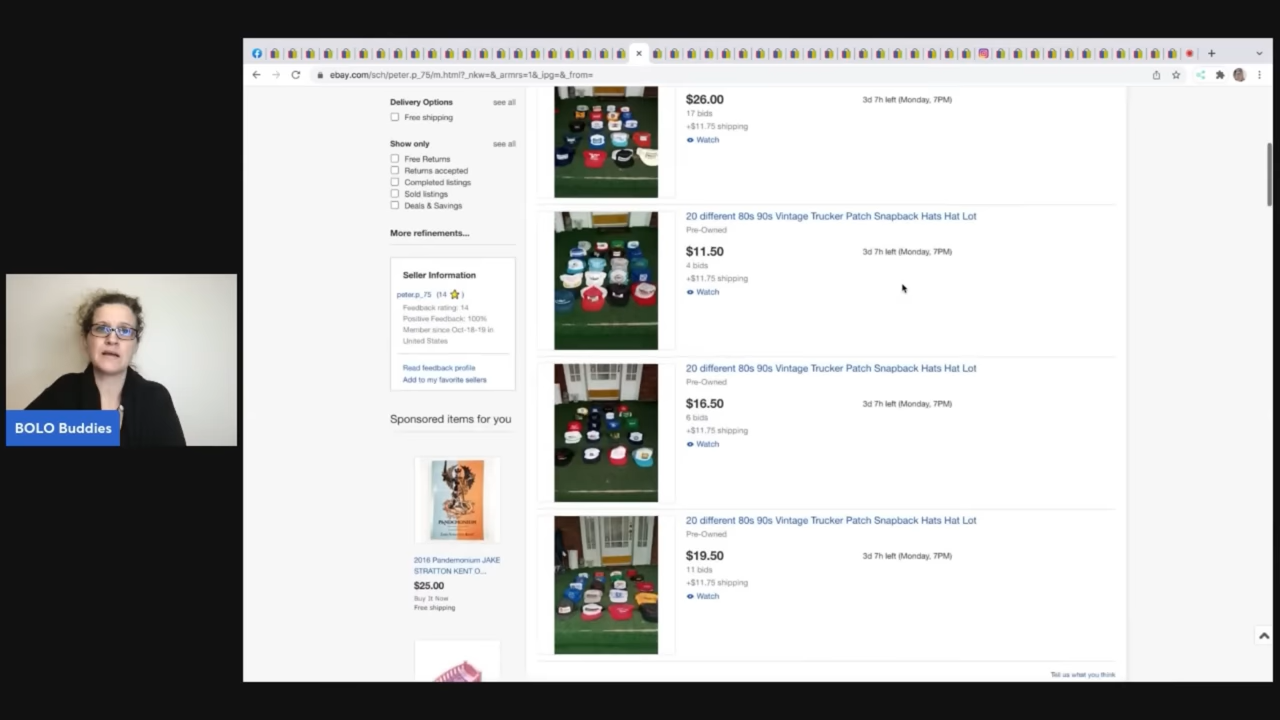 ebay.com/sch/peter.p_75/m.html?_nkw=&_armrs=1&_ipg=&_from=
Delivery Options see all
Free shipping
Show only see all
Free Returns
Returns accepted
Completed listings
Sold listings
Deals & Savings
More refinements...
Seller Information
peter.p_75 (14 )
Feedback rating: 14
Positive Feedback: 100%
Member since Oct-18-18 in
United States
Read feedback profile
Add to my favorite sellers
Sponsored items for you
PANDEMONIUM
2016 Pandemonium JAKE
STRATTON KENT O...
$25.00
Buy It Now
Free shipping
$26.00 3d 7h left (Monday, 7PM)
17 bids
+$11.75 shipping
Watch
20 different 80s 90s Vintage Trucker Patch Snapback Hats Hat Lot
Pre-Owned
$11.50 3d 7h left (Monday, 7PM)
4 bids
+$11.75 shipping
Watch
20 different 80s 90s Vintage Trucker Patch Snapback Hats Hat Lot
Pre-Owned
$16.50 3d 7h left (Monday, 7PM)
6 bids
+$11.75 shipping
Watch
20 different 80s 90s Vintage Trucker Patch Snapback Hats Hat Lot
Pre-Owned
$19.50 3d 7h left (Monday, 7PM)
11 bids
+$11.75 shipping
Watch
Tell us what you think
BOLO Buddies